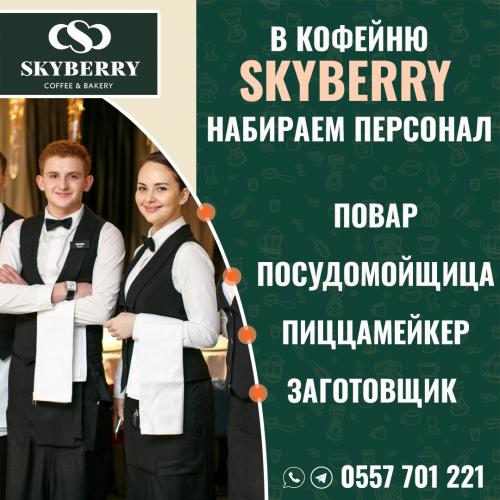 SKYBERRY
COFFEE & BAKERY
В КОФЕЙНЮ
SKYBERRY
НАБИРАЕМ ПЕРСОНАЛ
ПОВАР
ПОСУДОМОЙЩИЦА
ПИЦЦАМЕЙКЕР
ЗАГОТОВЩИК
0557 701 221